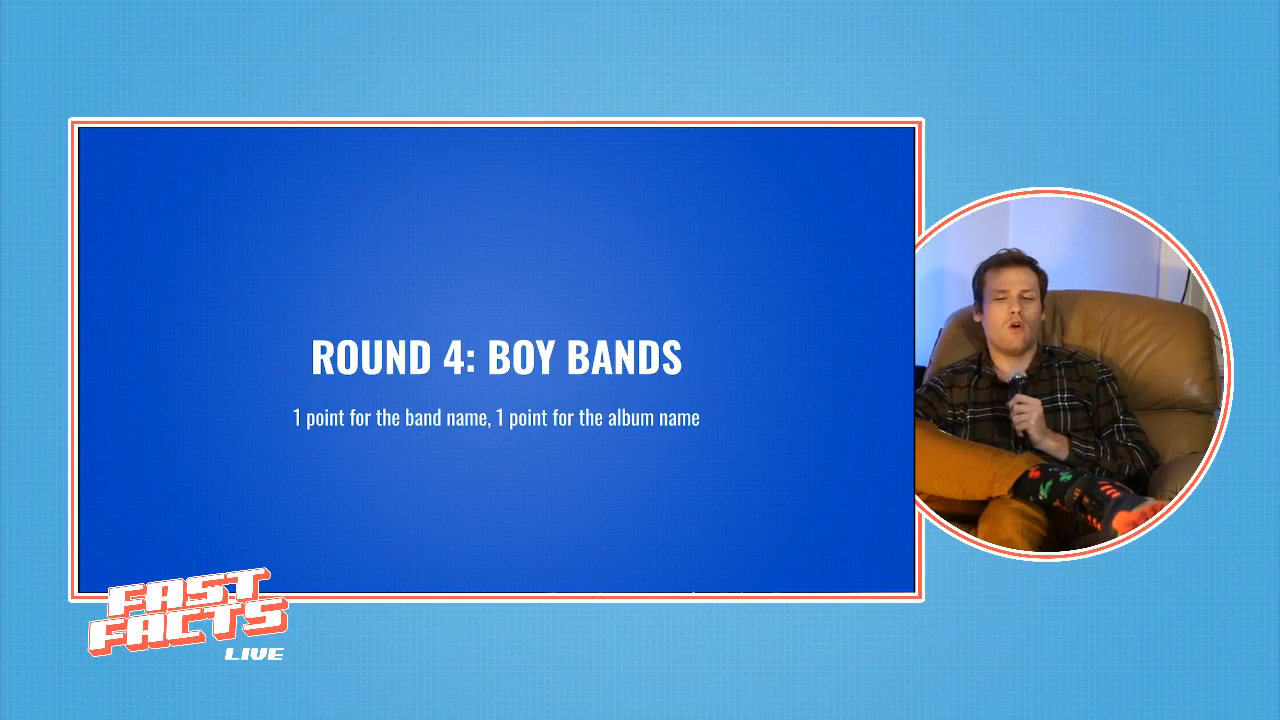 ROUND 4: BOY BANDS
1 point for the band name, 1 point for the album name
FAST
FACTS
LIVE